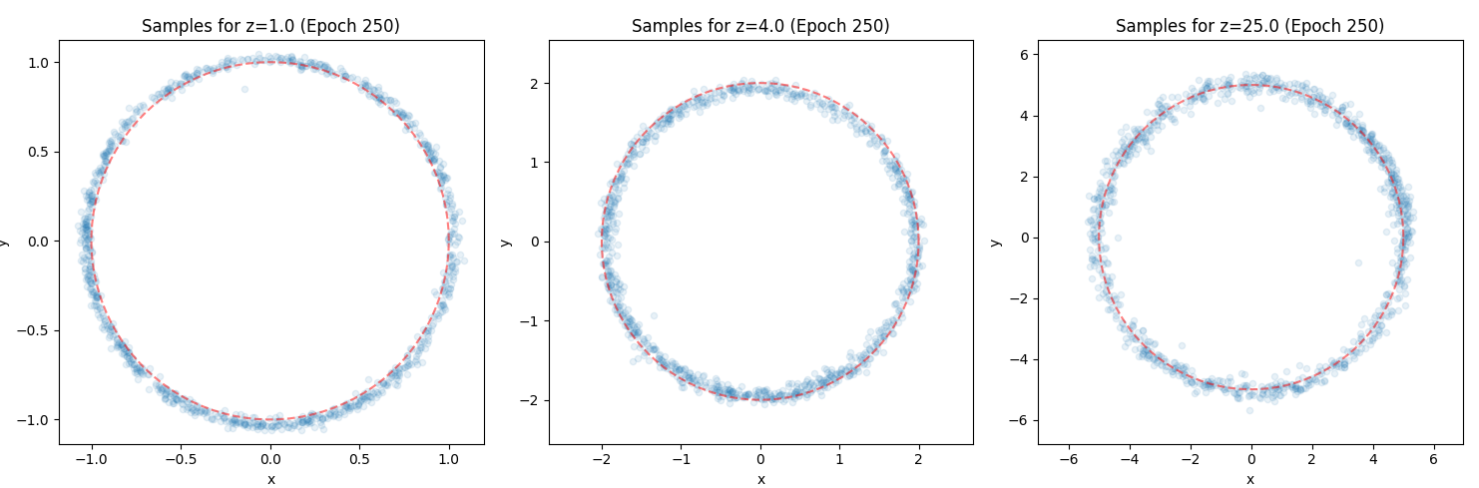 Samples for z=1.0 (Epoch 250)
1.0
0.5
0.0
−0.5
−1.0
y
−1.0 −0.5 0.0 0.5 1.0
x
Samples for z=4.0 (Epoch 250)
2
1
0
−1
−2
y
−2 −1 0 1 2
x
Samples for z=25.0 (Epoch 250)
6
4
2
0
−2
−4
−6
y
−6 −4 −2 0 2 4 6
x